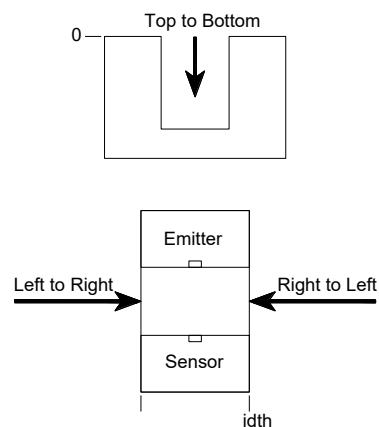 Top to Bottom
0
Emitter
Left to Right
Right to Left
Sensor
idth